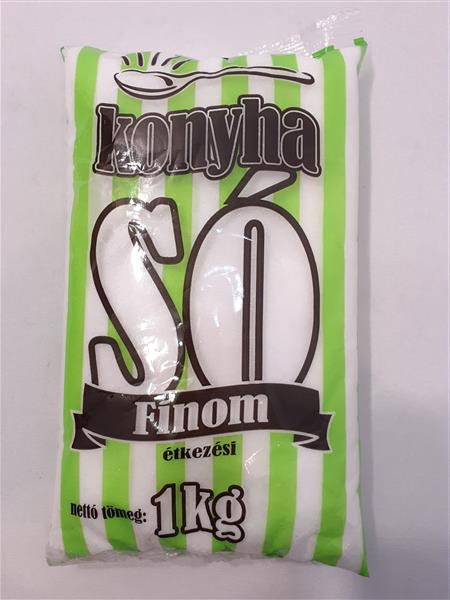 konyha
SÓ
Finom
étkezési
nettó tömeg: 1kg